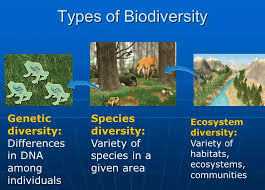 Types of Biodiversity
Genetic
diversity:
Differences
in DNA
among
individuals
Species
diversity:
Variety of
species in a
given area
Ecosystem
diversity:
Variety of
habitats,
ecosystems,
communities